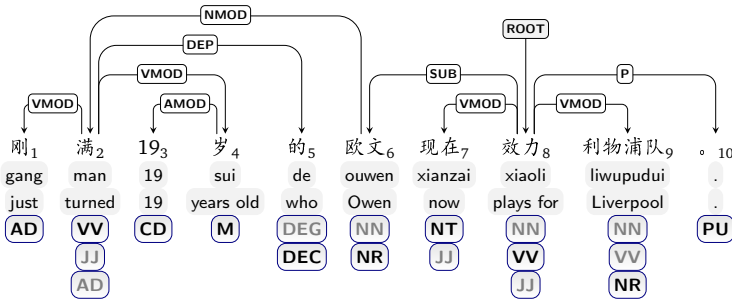 ROOT
NMOD
DEP
VMOD SUB P
VMOD AMOD VMOD VMOD
刚1 满2 193 岁4 的5 欧文6 现在7 效力8 利物浦队9 。10
gang man 19 sui de ouwen xianzai xiaoli liwupudui .
just turned 19 years old who Owen now plays for Liverpool .
AD VV CD M DEG NN NT NN NN PU
JJ DEC NR JJ VV VV
AD JJ NR